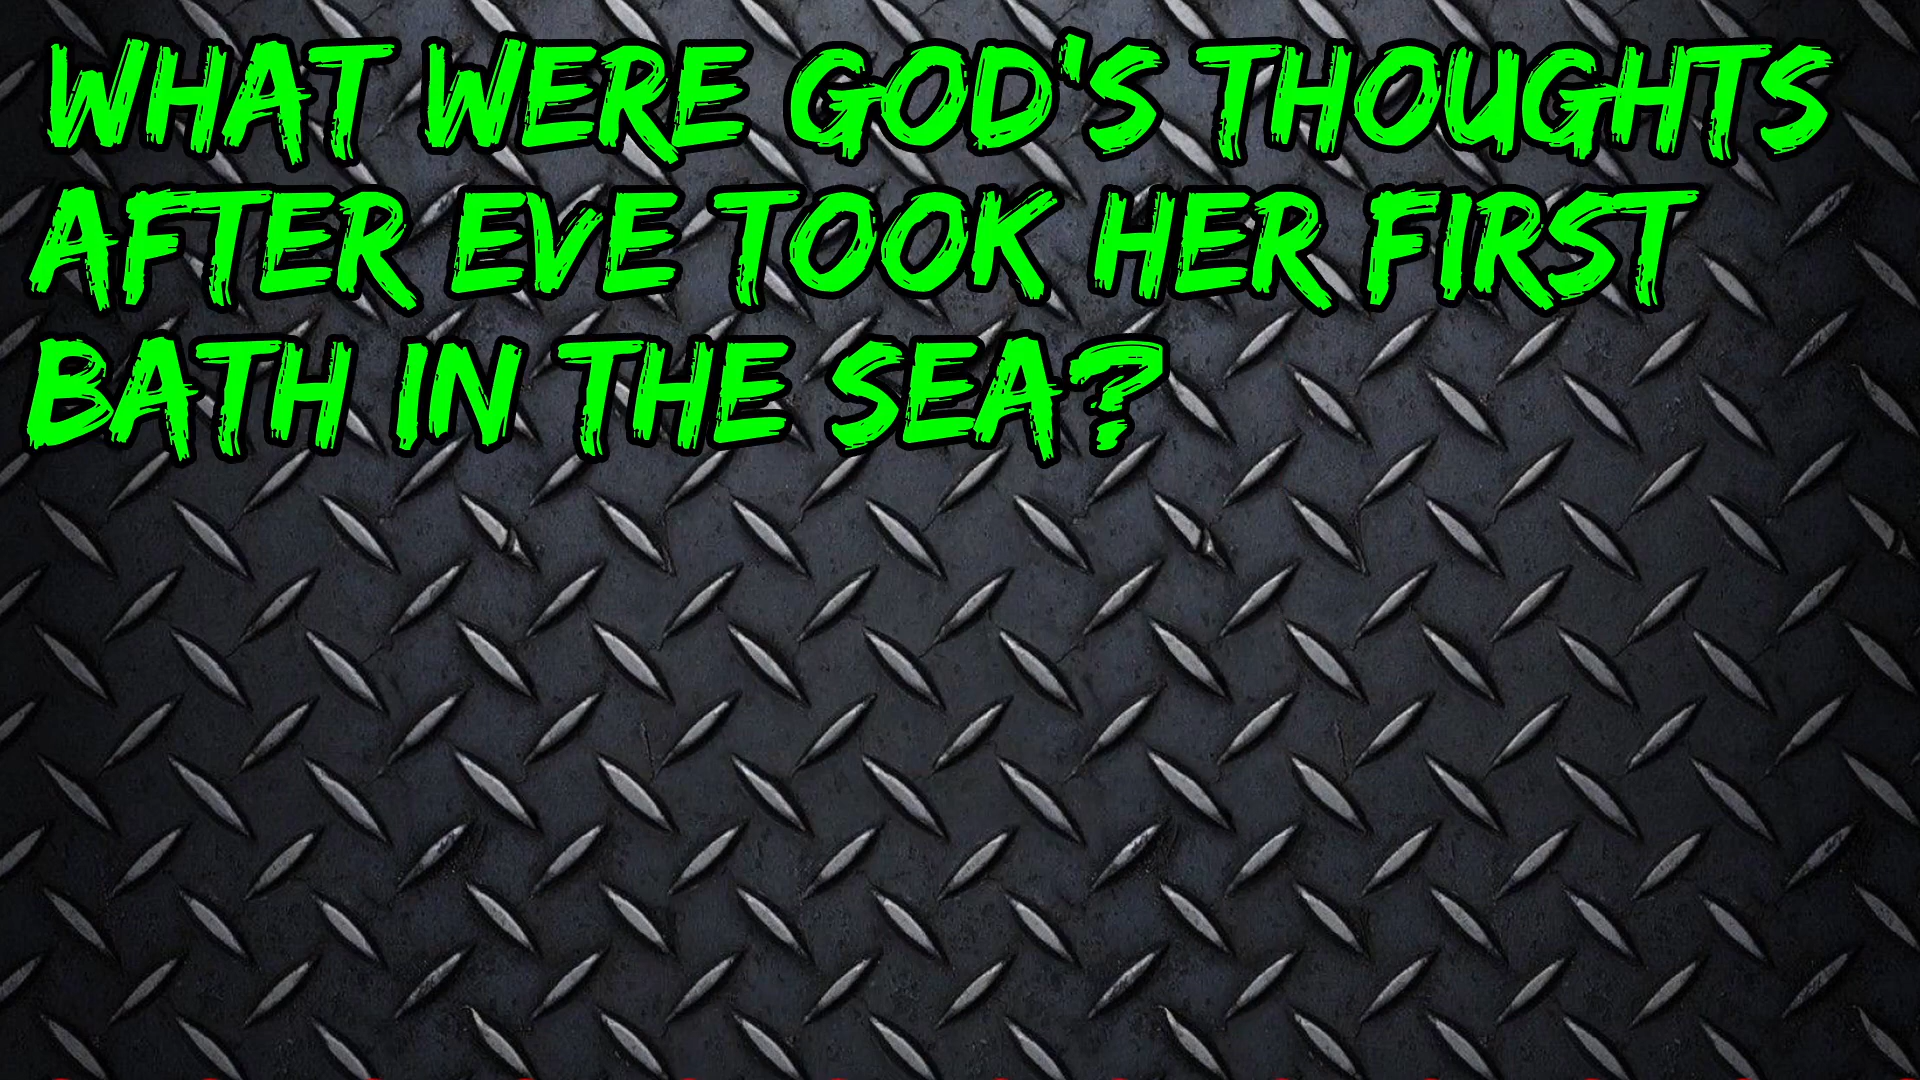 WHAT WERE GOD'S THOUGHTS
AFTER EVE TOOK HER FIRST
BATH IN THE SEA?